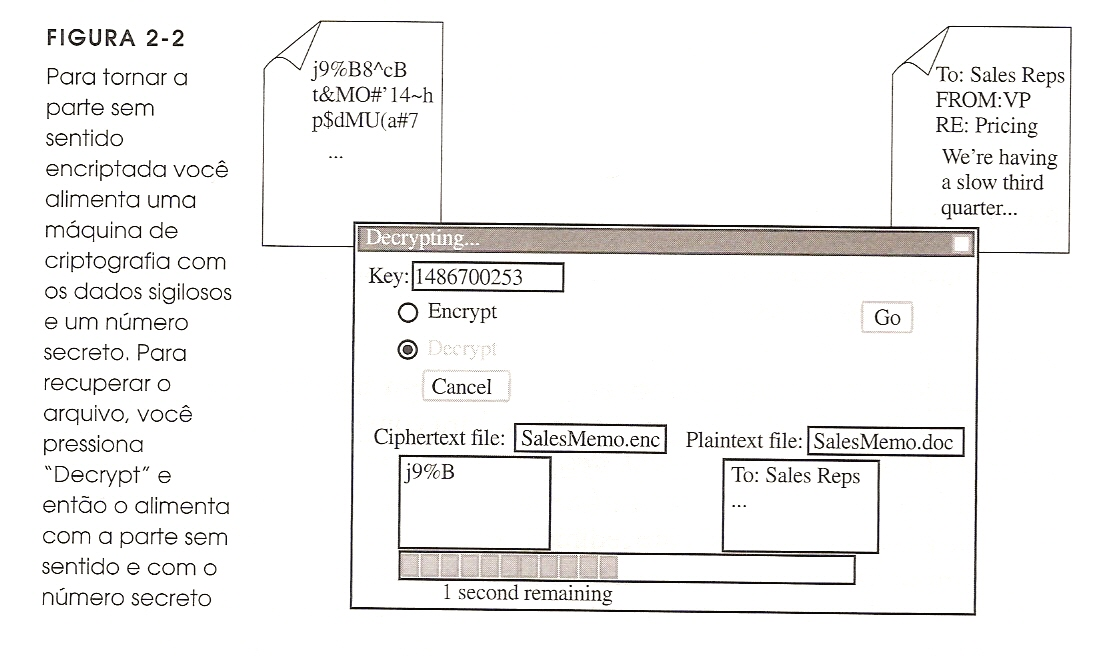 FIGURA 2-2
Para tornar a
parte sem
sentido
encriptada você
alimenta uma
máquina de
criptografia com
os dados sigilosos
e um número
secreto. Para
recuperar o
arquivo, você
pressiona
“Decrypt” e
então o alimenta
com a parte sem
sentido e com o
número secreto
j9%B8^cB
t&MO#’14~h
p$dMU(a#7
...
To: Sales Reps
FROM:VP
RE: Pricing
We're having
a slow third
quarter...
Decrypting...
Key: 1486700253
Encrypt
Go
Decrypt
Cancel
Ciphertext file: SalesMemo.enc Plaintext file: SalesMemo.doc
j9%B
To: Sales Reps
...
1 second remaining